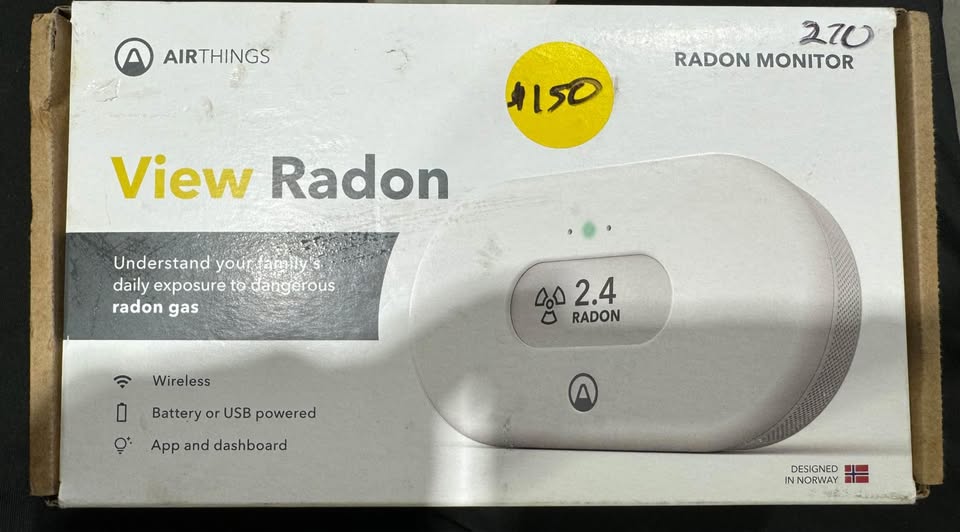 AIRTHINGS
270
RADON MONITOR
$150
View Radon
Understand your family's
daily exposure to dangerous
radon gas
2.4
RADON
Wireless
Battery or USB powered
App and dashboard
DESIGNED
IN NORWAY